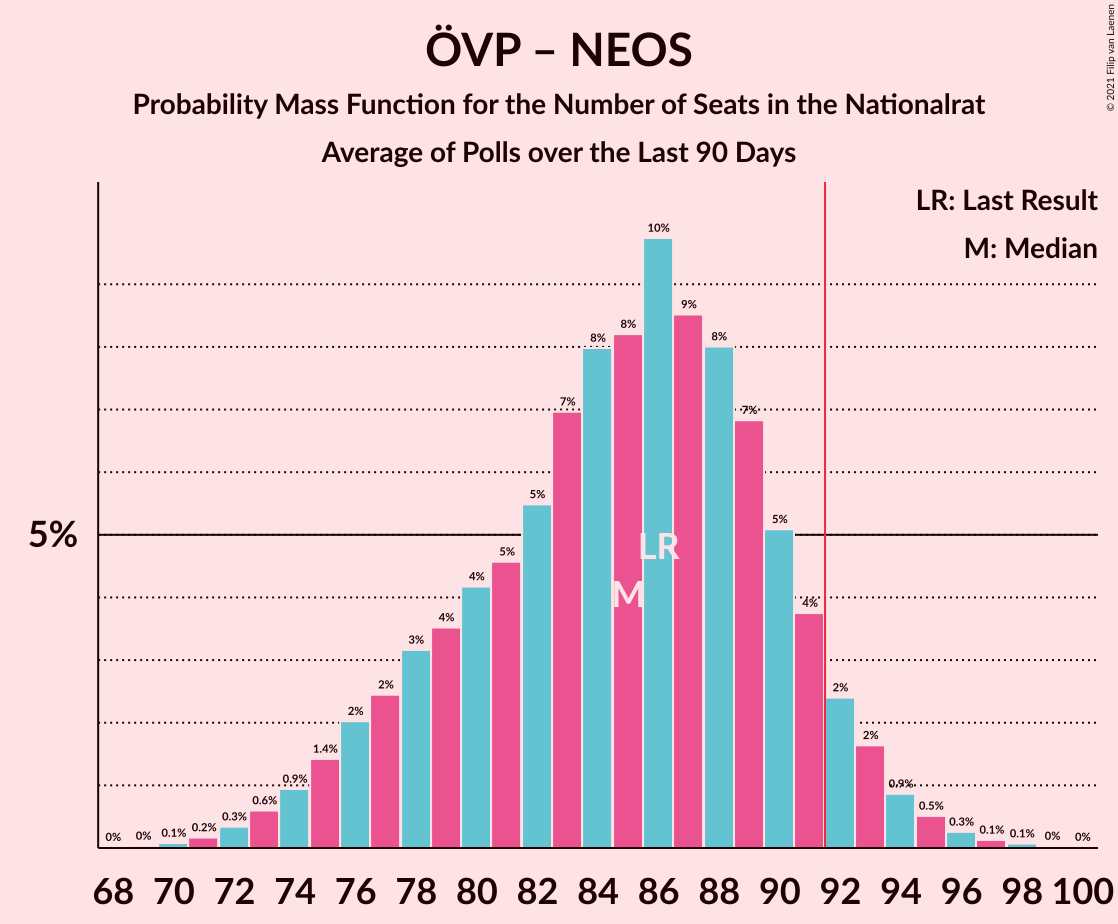 ÖVP – NEOS
Probability Mass Function for the Number of Seats in the Nationalrat
Average of Polls over the Last 90 Days
© 2021 Filip van Laenen
LR: Last Result
M: Median
5%
0% 0% 0.1% 0.2% 0.3% 0.6% 0.9% 1.4% 2% 2% 3% 4% 4% 5% 5% 7% 8% 8% 10% 9% 8% 7% 5% 4% 2% 2% 0.9% 0.5% 0.3% 0.1% 0.1% 0% 0%
LR
M
68 70 72 74 76 78 80 82 84 86 88 90 92 94 96 98 100